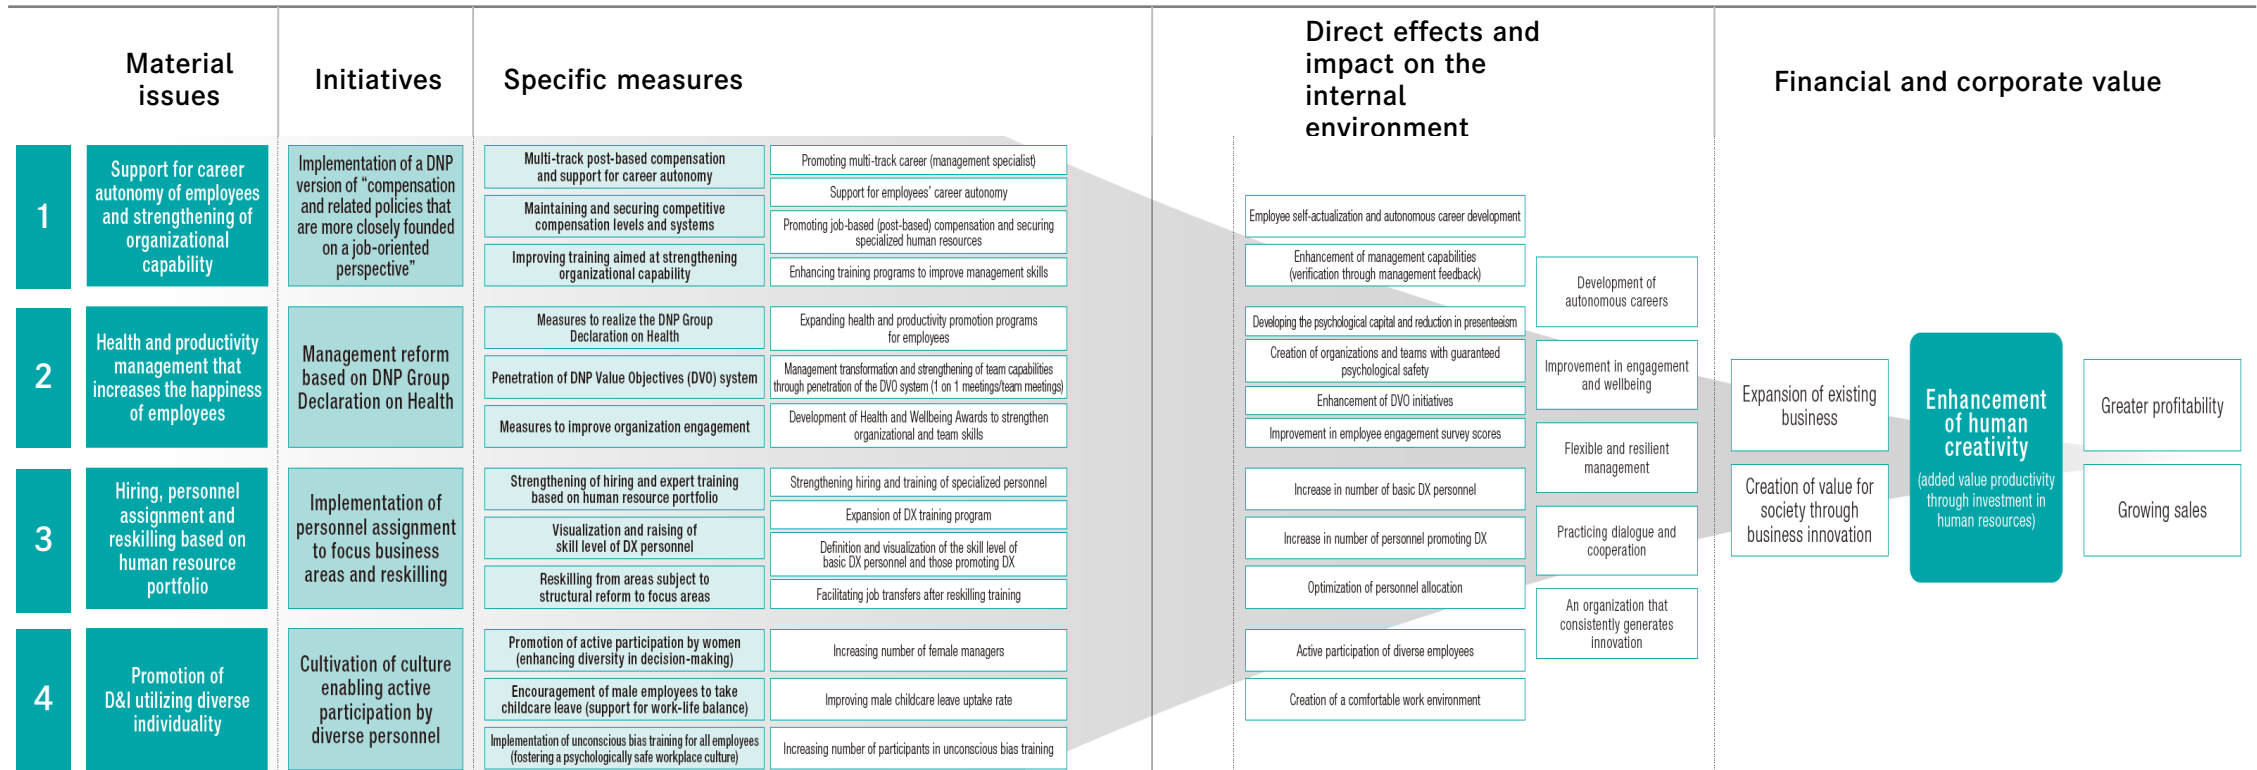 Material
issues
Initiatives
Specific measures
Direct effects and
impact on the
internal
environment
Financial and corporate value
1
Support for career
autonomy of employees
and strengthening of
organizational
capability
Implementation of a DNP
version of “compensation
and related policies that
are more closely founded
on a job-oriented
perspective”
Multi-track post-based compensation
and support for career autonomy
Maintaining and securing competitive
compensation levels and systems
Improving training aimed at strengthening
organizational capability
Promoting multi-track career (management specialist)
Support for employees’ career autonomy
Promoting job-based (post-based) compensation and securing
specialized human resources
Enhancing training programs to improve management skills
2
Health and productivity
management that
increases the happiness
of employees
Management reform
based on DNP Group
Declaration on Health
Measures to realize the DNP Group
Declaration on Health
Penetration of DNP Value Objectives (DVO) system
Measures to improve organization engagement
Expanding health and productivity promotion programs
for employees
Management transformation and strengthening of team capabilities
through penetration of the DVO system (1 on 1 meetings/team meetings)
Development of Health and Wellbeing Awards to strengthen
organizational and team skills
3
Hiring, personnel
assignment and
reskilling based on
human resource
portfolio
Implementation of
personnel assignment
to focus business
areas and reskilling
Strengthening of hiring and expert training
based on human resource portfolio
Visualization and raising of
skill level of DX personnel
Reskilling from areas subject to
structural reform to focus areas
Strengthening hiring and training of specialized personnel
Expansion of DX training program
Definition and visualization of the skill level of
basic DX personnel and those promoting DX
Facilitating job transfers after reskilling training
4
Promotion of
D&I utilizing diverse
individuality
Cultivation of culture
enabling active
participation by
diverse personnel
Promotion of active participation by women
(enhancing diversity in decision-making)
Encouragement of male employees to take
childcare leave (support for work-life balance)
Implementation of unconscious bias training for all employees
(fostering a psychologically safe workplace culture)
Increasing number of female managers
Improving male childcare leave uptake rate
Increasing number of participants in unconscious bias training
Employee self-actualization and autonomous career development
Enhancement of management capabilities
(verification through management feedback)
Developing the psychological capital and reduction in presenteeism
Creation of organizations and teams with guaranteed
psychological safety
Enhancement of DVO initiatives
Improvement in employee engagement survey scores
Increase in number of basic DX personnel
Increase in number of personnel promoting DX
Optimization of personnel allocation
Active participation of diverse employees
Creation of a comfortable work environment
Development of
autonomous careers
Improvement in engagement
and wellbeing
Flexible and resilient
management
Practicing dialogue and
cooperation
An organization that
consistently generates
innovation
Expansion of existing
business
Creation of value for
society through
business innovation
Enhancement
of human
creativity
(added value productivity
through investment in
human resources)
Greater profitability
Growing sales